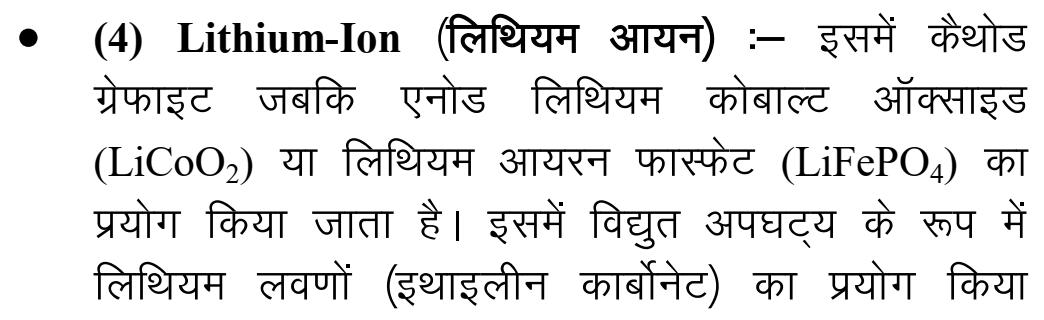 • (4) Lithium-Ion (लिथियम आयन) :– इसमें कैथोड
ग्रेफाइट जबकि एनोड लिथियम कोबाल्ट ऑक्साइड
(LiCoO₂) या लिथियम आयरन फास्फेट (LiFePO₄) का
प्रयोग किया जाता है। इसमें विद्युत अपघट्य के रूप में
लिथियम लवणों (इथाइलीन कार्बोनेट) का प्रयोग किया